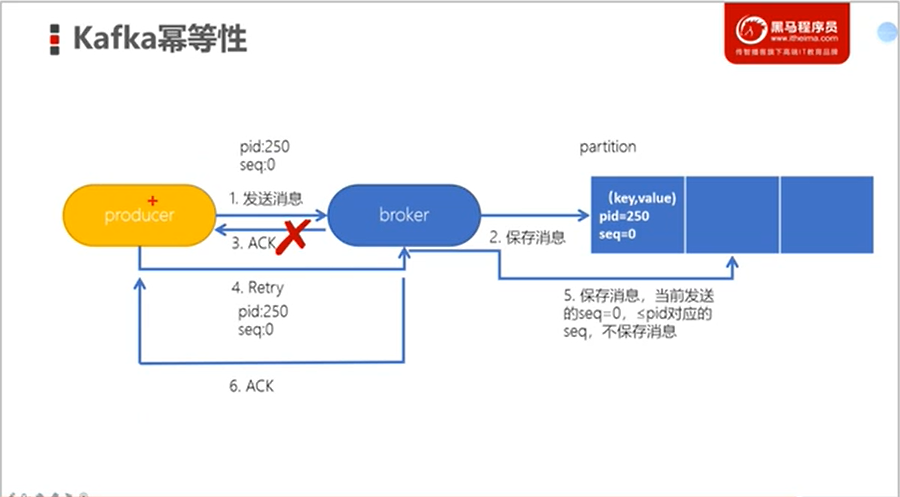 Kafka幂等性
黑马程序员
www.itheima.com
传智播客旗下高端IT教育品牌
pid:250
seq:0
partition
1. 发送消息
producer
broker
(key,value)
pid=250
seq=0
3. ACK
2. 保存消息
4. Retry
pid:250
seq:0
5. 保存消息，当前发送
的seq=0，≤pid对应的
seq，不保存消息
6. ACK